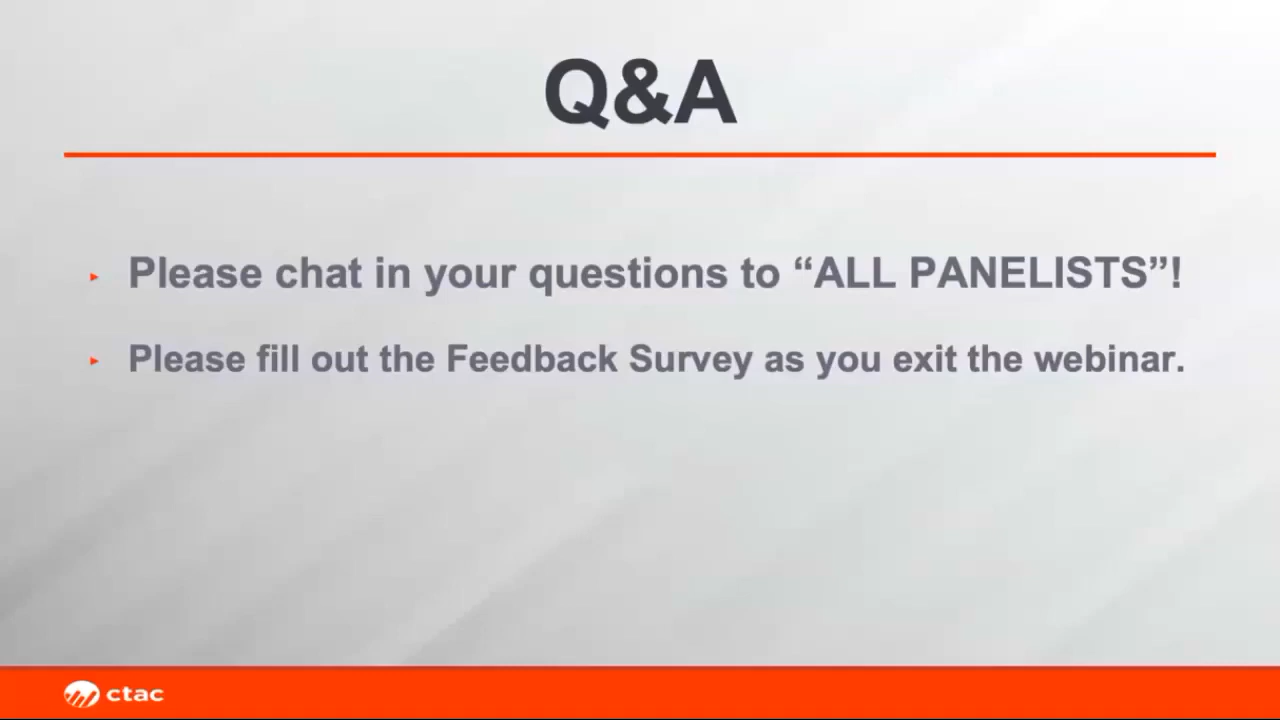 Q&A
Please chat in your questions to “ALL PANELISTS”!
Please fill out the Feedback Survey as you exit the webinar.
ctac